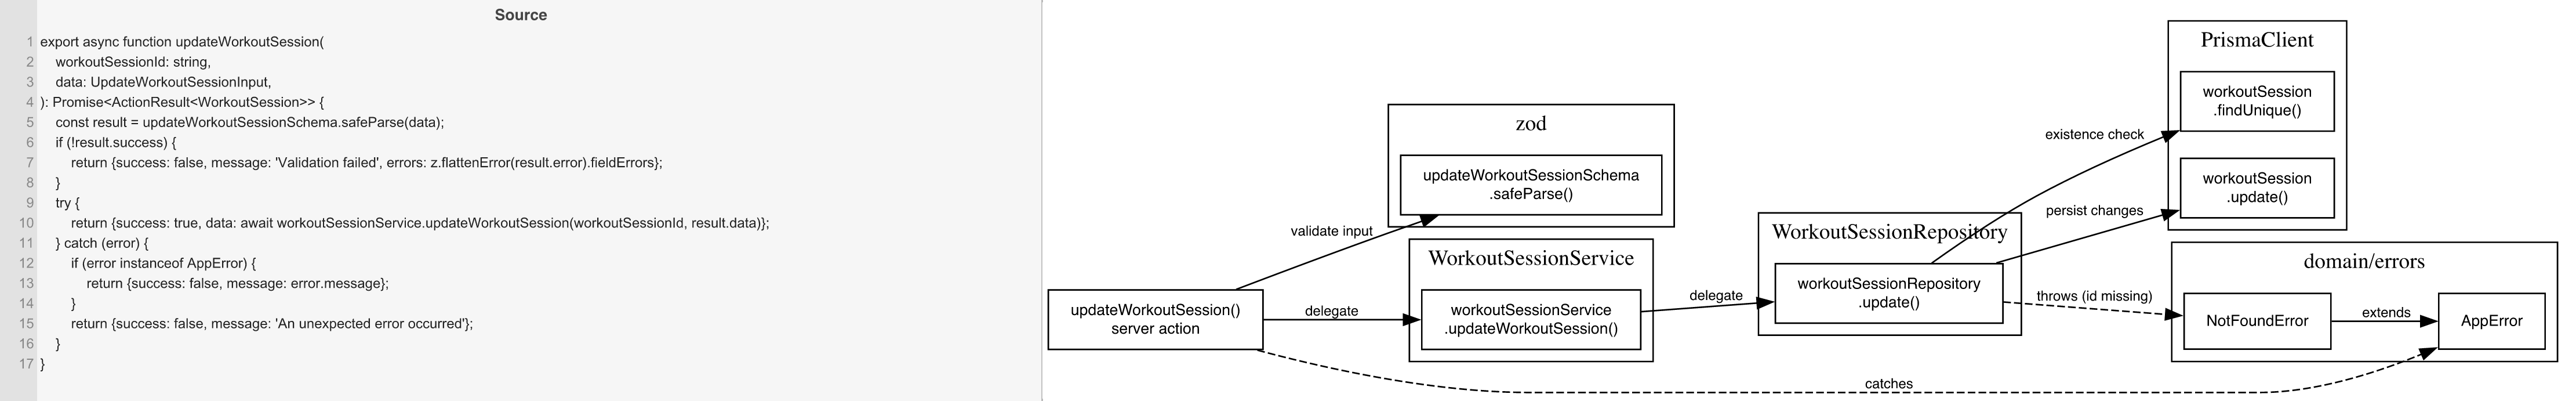 Source
1 export async function updateWorkoutSession(
2 workoutSessionId: string,
3 data: UpdateWorkoutSessionInput,
4 ): Promise<ActionResult<WorkoutSession>> {
5 const result = updateWorkoutSessionSchema.safeParse(data);
6 if (!result.success) {
7 return {success: false, message: 'Validation failed', errors: z.flattenError(result.error).fieldErrors};
8 }
9 try {
10 return {success: true, data: await workoutSessionService.updateWorkoutSession(workoutSessionId, result.data)};
11 } catch (error) {
12 if (error instanceof AppError) {
13 return {success: false, message: error.message};
14 }
15 return {success: false, message: 'An unexpected error occurred'};
16 }
17 }
updateWorkoutSession()
server action
validate input
delegate
zod
updateWorkoutSessionSchema
.safeParse()
WorkoutSessionService
workoutSessionService
.updateWorkoutSession()
delegate
WorkoutSessionRepository
workoutSessionRepository
.update()
existence check
persist changes
throws (id missing)
PrismaClient
workoutSession
.findUnique()
workoutSession
.update()
domain/errors
NotFoundError
extends
AppError
catches